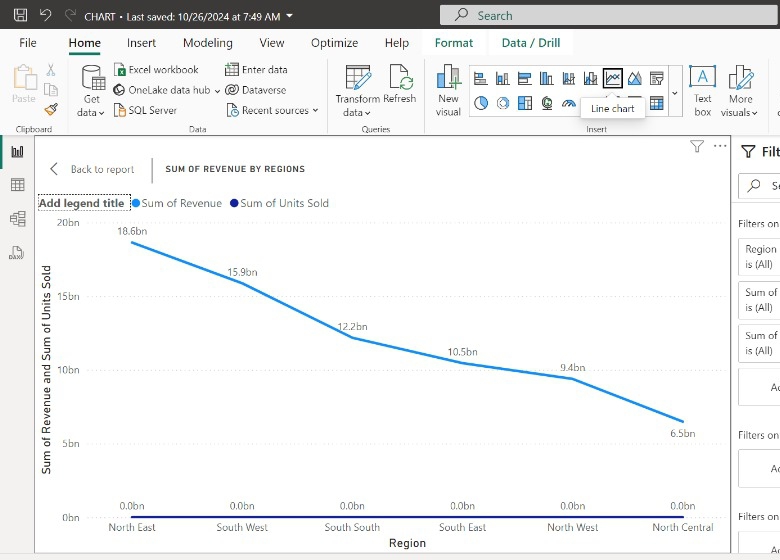 CHART • Last saved: 10/26/2024 at 7:49 AM
Search
File Home Insert Modeling View Optimize Help Format Data / Drill
Paste
Get data
Excel workbook
OneLake data hub
SQL Server
Enter data
Dataverse
Recent sources
Transform data
Refresh
New visual
Line chart
Text box
More visuals
Clipboard Data Queries Insert
Back to report SUM OF REVENUE BY REGIONS
Filt
Se
Add legend title Sum of Revenue Sum of Units Sold
Filters on
Region
is (All)
Sum of
is (All)
Sum of
is (All)
Ac
Filters on
Ac
Filters on
Ac
DAX
Sum of Revenue and Sum of Units Sold
20bn
15bn
10bn
5bn
0bn
18.6bn
15.9bn
12.2bn
10.5bn
9.4bn
6.5bn
0.0bn 0.0bn 0.0bn 0.0bn 0.0bn 0.0bn
North East South West South South South East North West North Central
Region